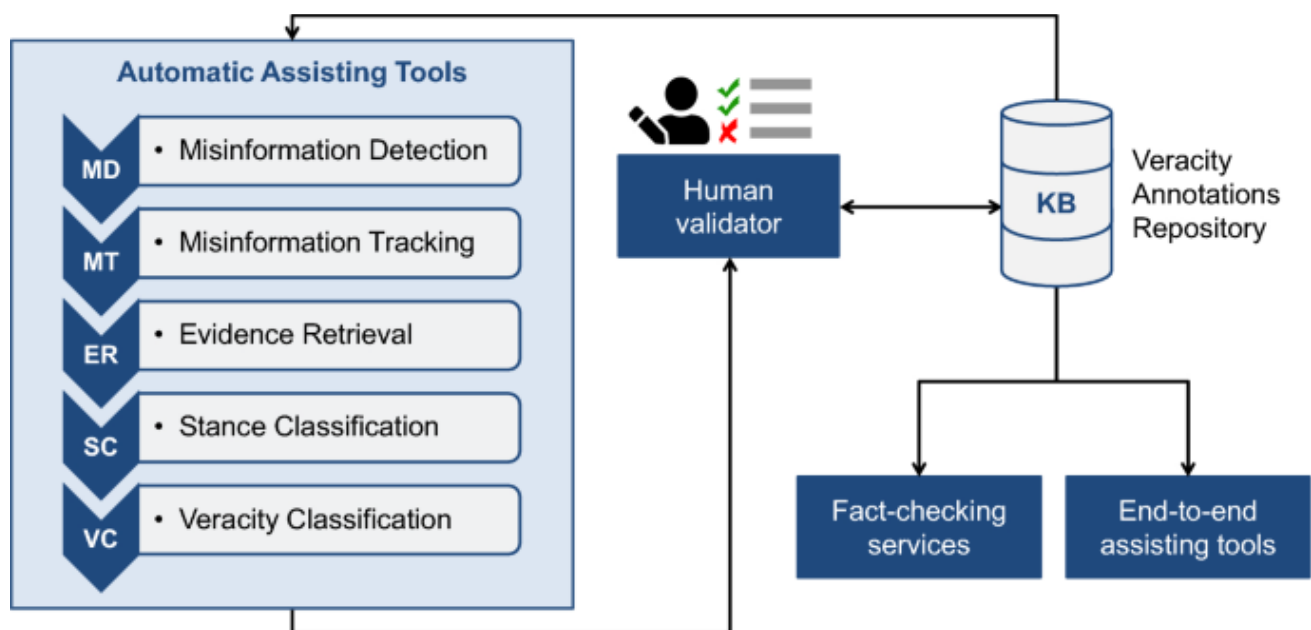 Automatic Assisting Tools
MD
• Misinformation Detection
MT
• Misinformation Tracking
ER
• Evidence Retrieval
SC
• Stance Classification
VC
• Veracity Classification
Human
validator
KB
Veracity
Annotations
Repository
Fact-checking
services
End-to-end
assisting tools